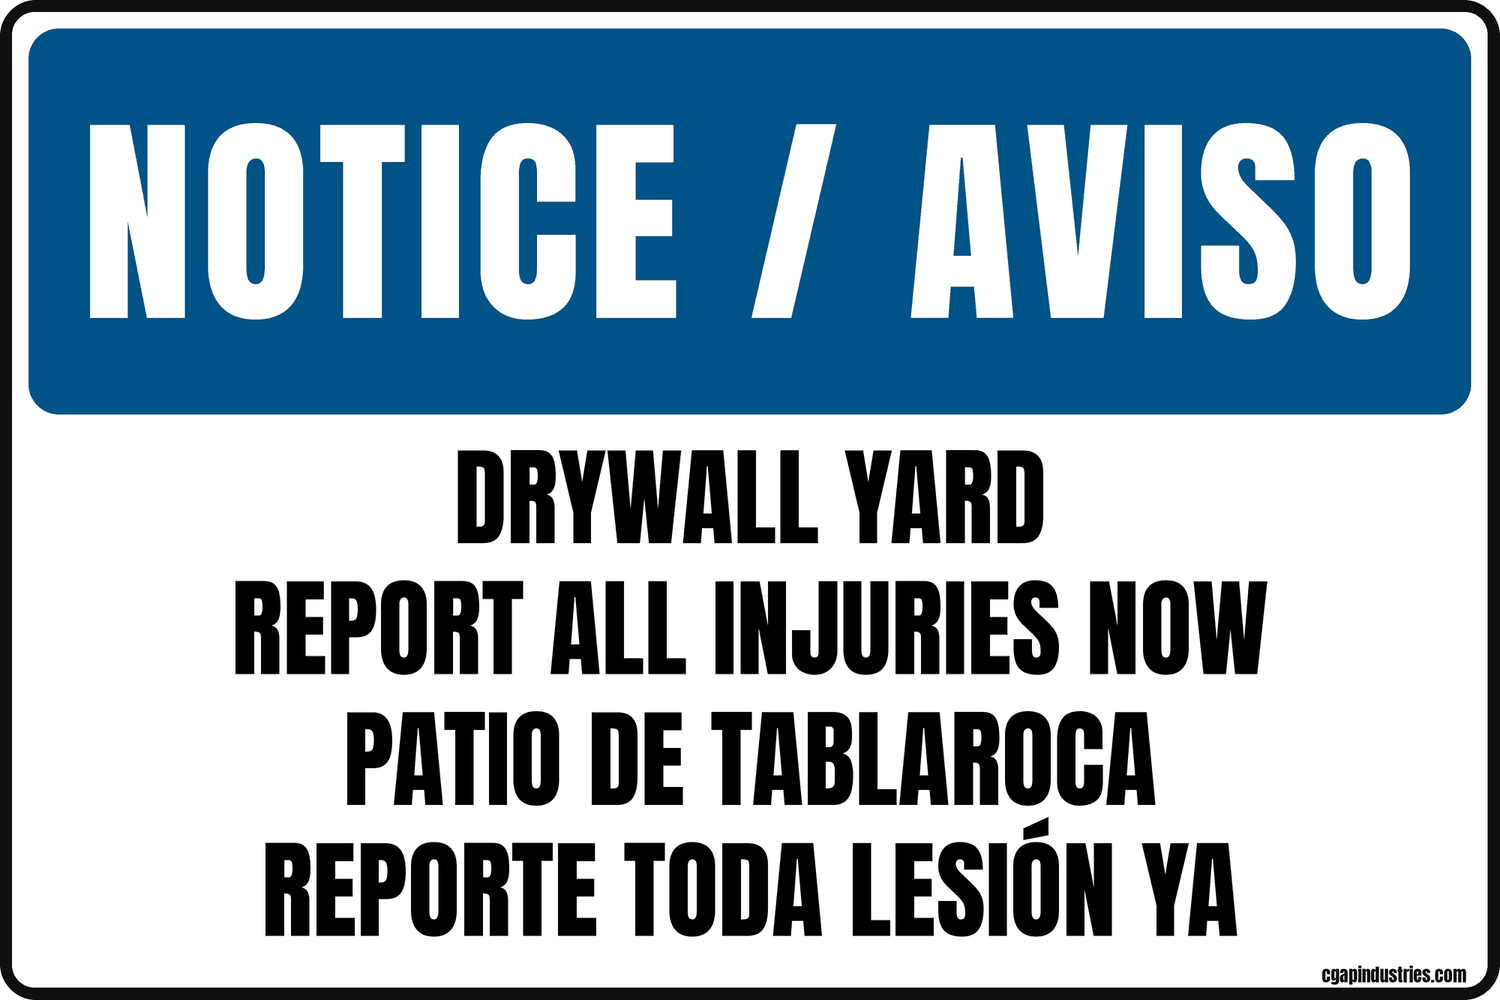 NOTICE / AVISO
DRYWALL YARD
REPORT ALL INJURIES NOW
PATIO DE TABLAROCA
REPORTE TODA LESIÓN YA
cgapindustries.com